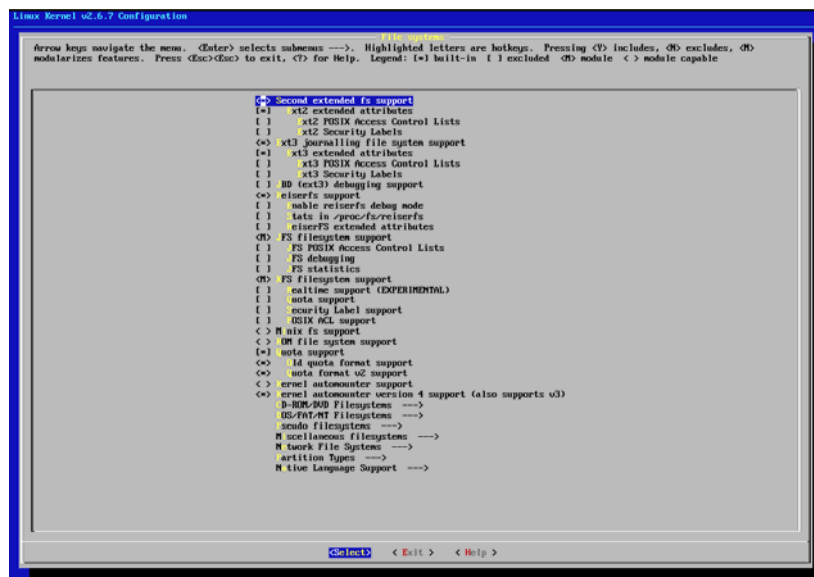 Linux Kernel v2.6.7 Configuration
File systems
Arrow keys navigate the menu. <Enter> selects submenus --->. Highlighted letters are hotkeys. Pressing <Y> includes, <N> excludes, <M>
modularizes features. Press <Esc><Esc> to exit, <?> for Help. Legend: [*] built-in [ ] excluded <M> module < > module capable
<*> Second extended fs support
[*] Ext2 extended attributes
[ ] Ext2 POSIX Access Control Lists
[ ] Ext2 Security Labels
<*> Ext3 journalling file system support
[*] Ext3 extended attributes
[ ] Ext3 POSIX Access Control Lists
[ ] Ext3 Security Labels
[ ] JBD (ext3) debugging support
<*> Reiserfs support
[ ] Enable reiserfs debug mode
[ ] Stats in /proc/fs/reiserfs
[ ] ReiserFS extended attributes
<M> JFS filesystem support
[ ] JFS POSIX Access Control Lists
[ ] JFS debugging
[ ] JFS statistics
<M> XFS filesystem support
[ ] Realtime support (EXPERIMENTAL)
[ ] Quota support
[ ] Security Label support
[ ] POSIX ACL support
< > Minix fs support
< > ROM file system support
[*] Quota support
<*> Old quota format support
<*> Quota format v2 support
< > Kernel automounter support
<*> Kernel automounter version 4 support (also supports v3)
CD-ROM/DVD Filesystems --->
DOS/FAT/NT Filesystems --->
Pseudo filesystems --->
Miscellaneous filesystems --->
Network File Systems --->
Partition Types --->
Native Language Support --->
<Select> < Exit > < Help >